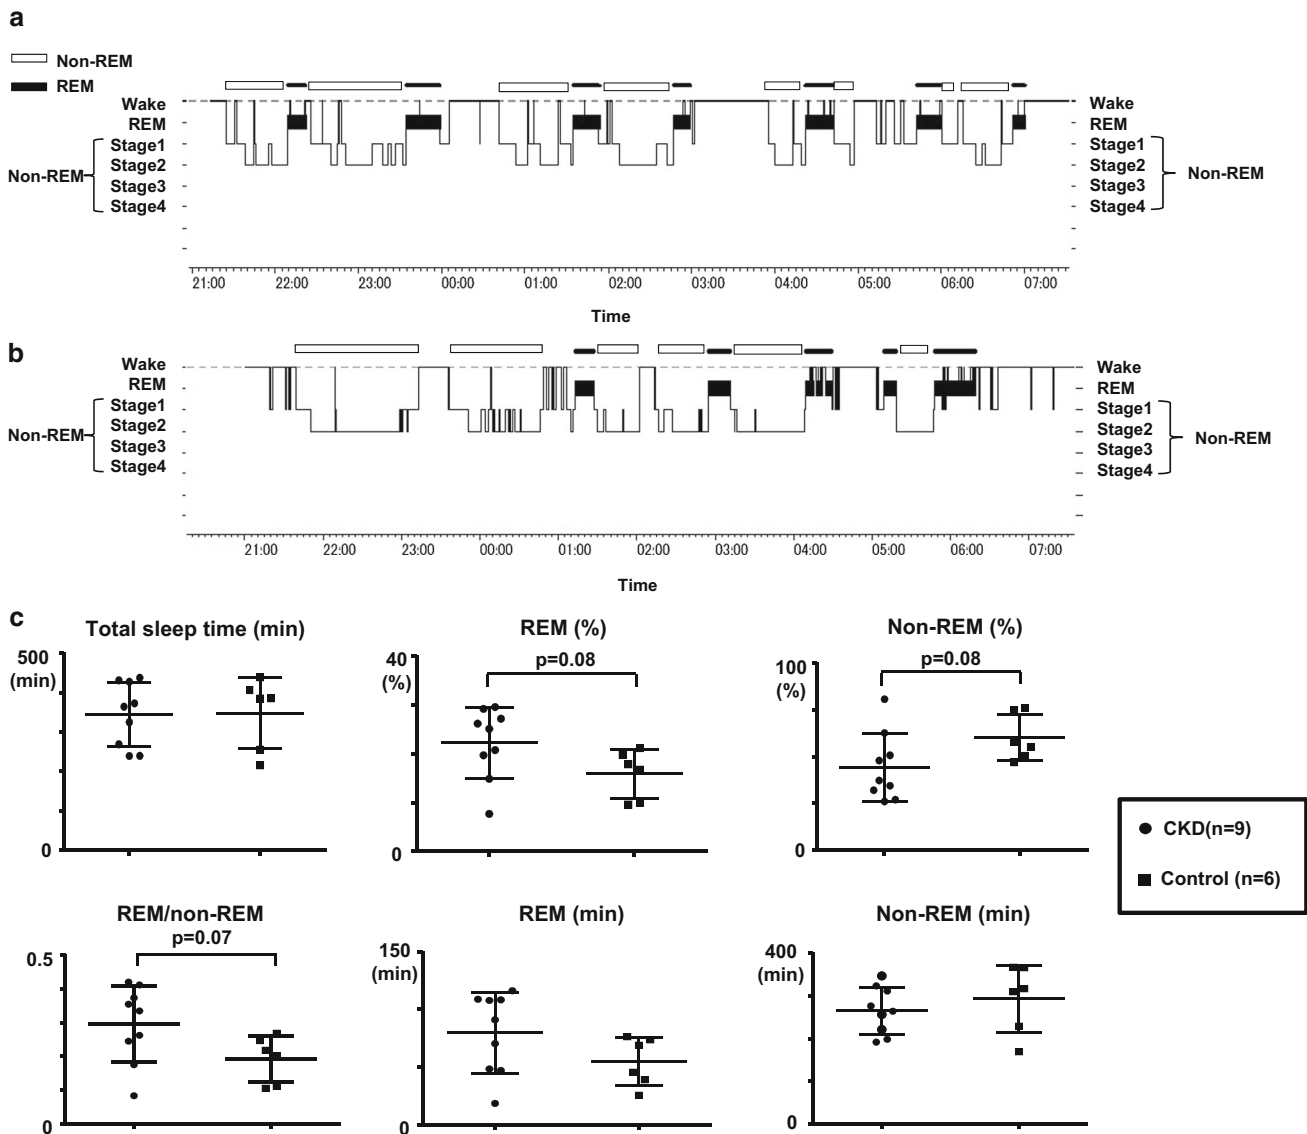 a
Non-REM
REM
Wake
REM
Stage1
Stage2
Stage3
Stage4
Non-REM
Wake
REM
Stage1
Stage2
Stage3
Stage4
Non-REM
21:00 22:00 23:00 00:00 01:00 02:00 03:00 04:00 05:00 06:00 07:00
Time
b
Wake
REM
Stage1
Stage2
Stage3
Stage4
Non-REM
Wake
REM
Stage1
Stage2
Stage3
Stage4
Non-REM
21:00 22:00 23:00 00:00 01:00 02:00 03:00 04:00 05:00 06:00 07:00
Time
c
Total sleep time (min)
500
(min)
0
REM (%)
p=0.08
40
(%)
0
Non-REM (%)
p=0.08
100
(%)
0
CKD(n=9)
Control (n=6)
REM/non-REM
p=0.07
0.5
0
REM (min)
150
(min)
0
Non-REM (min)
400
(min)
0